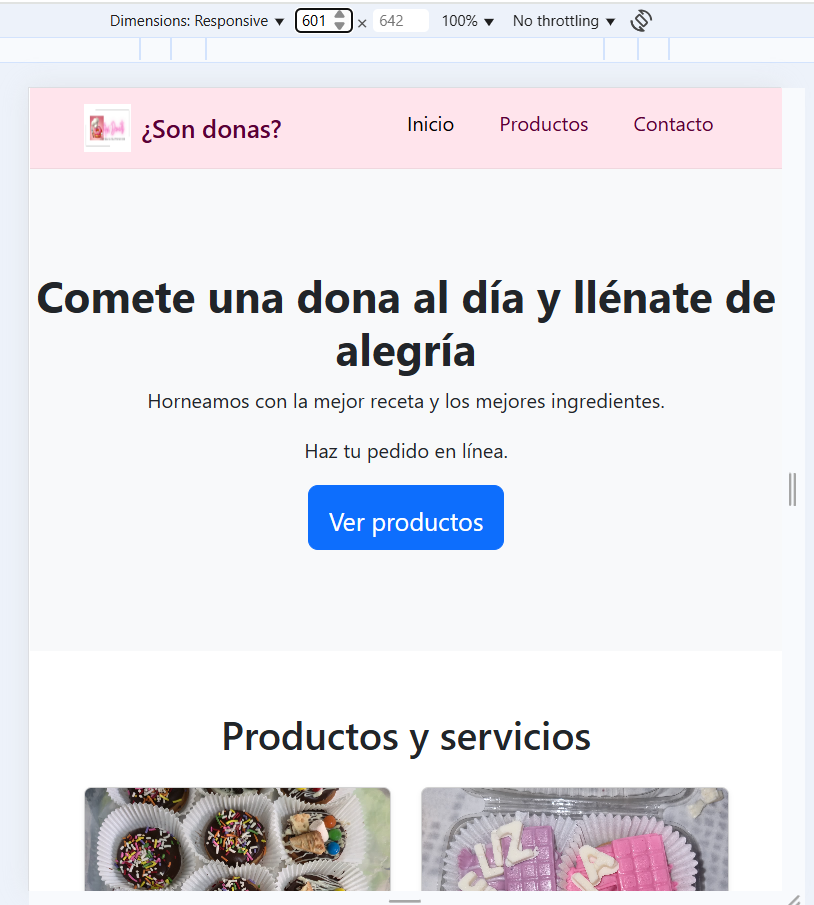 Dimensions: Responsive 601 × 642 100% No throttling
¿Son donas? Inicio Productos Contacto
Comete una dona al día y llénate de
alegría
Horneamos con la mejor receta y los mejores ingredientes.
Haz tu pedido en línea.
Ver productos
Productos y servicios